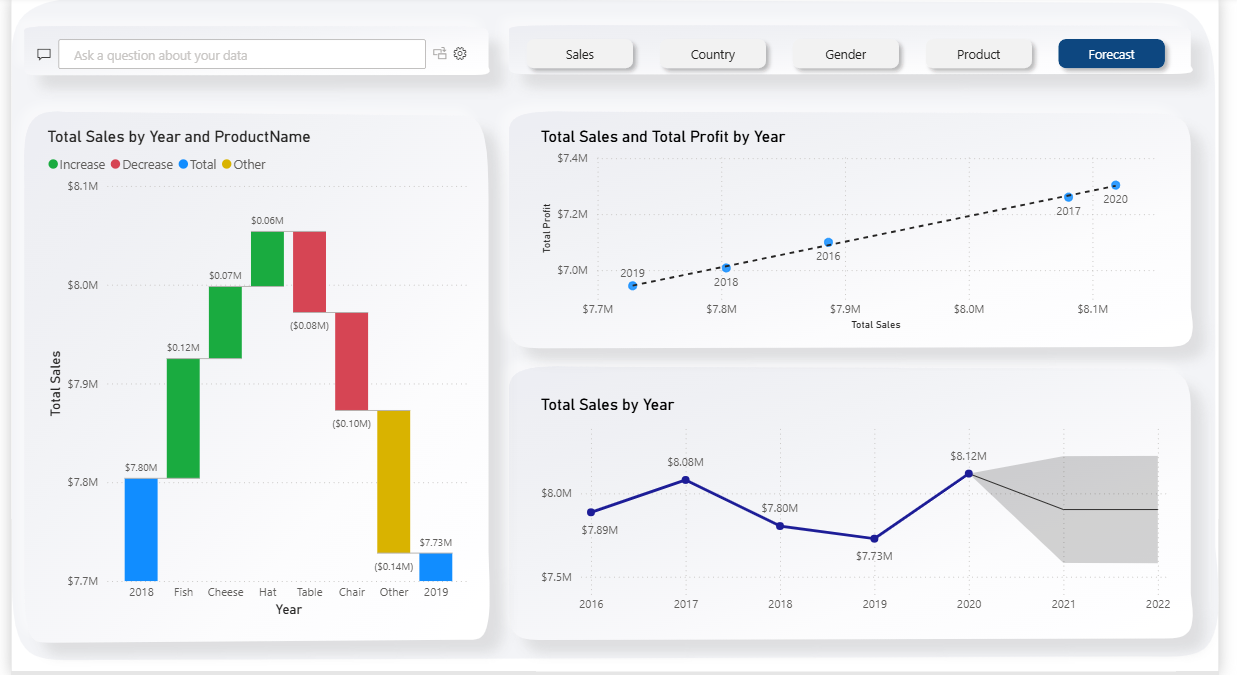 Ask a question about your data
Sales
Country
Gender
Product
Forecast
Total Sales by Year and ProductName
Increase Decrease Total Other
Total Sales
$8.1M
$8.0M
$7.9M
$7.8M
$7.7M
$7.80M
$0.12M
$0.07M
$0.06M
($0.08M)
($0.10M)
($0.14M)
$7.73M
2018 Fish Cheese Hat Table Chair Other 2019
Year
Total Sales and Total Profit by Year
Total Profit
$7.4M
$7.2M
$7.0M
2019
2018
2016
2017
2020
$7.7M $7.8M $7.9M $8.0M $8.1M
Total Sales
Total Sales by Year
$8.0M
$7.5M
$7.89M
$8.08M
$7.80M
$7.73M
$8.12M
2016 2017 2018 2019 2020 2021 2022